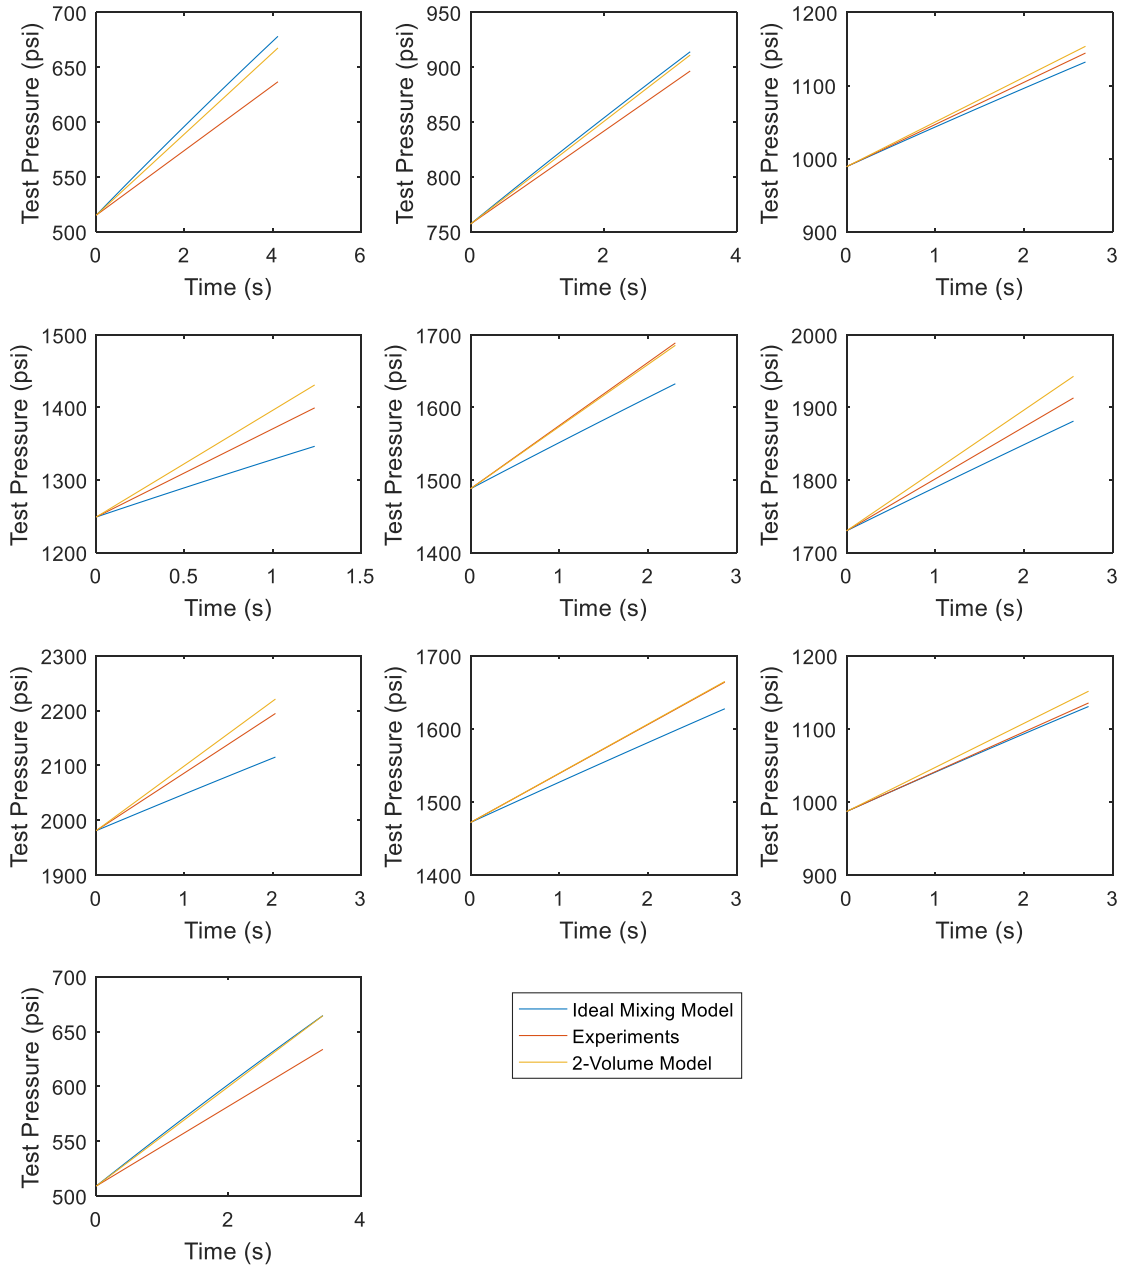 700
650
600
550
500
Test Pressure (psi)
0 2 4 6
Time (s)
950
900
850
800
750
Test Pressure (psi)
0 2 4
Time (s)
1200
1100
1000
900
Test Pressure (psi)
0 1 2 3
Time (s)
1500
1400
1300
1200
Test Pressure (psi)
0 0.5 1 1.5
Time (s)
1700
1600
1500
1400
Test Pressure (psi)
0 1 2 3
Time (s)
2000
1900
1800
1700
Test Pressure (psi)
0 1 2 3
Time (s)
2300
2200
2100
2000
1900
Test Pressure (psi)
0 1 2 3
Time (s)
1700
1600
1500
1400
Test Pressure (psi)
0 1 2 3
Time (s)
1200
1100
1000
900
Test Pressure (psi)
0 1 2 3
Time (s)
700
650
600
550
500
Test Pressure (psi)
0 2 4
Time (s)
Ideal Mixing Model
Experiments
2-Volume Model